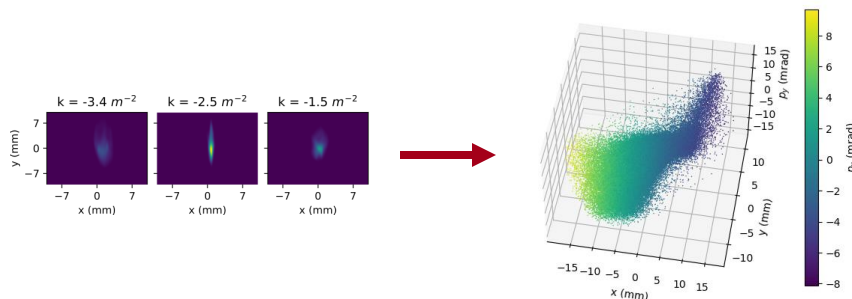 k = -3.4 m⁻²
k = -2.5 m⁻²
k = -1.5 m⁻²
y (mm)
7
0
−7
−7 0 7
−7 0 7
−7 0 7
x (mm)
x (mm)
x (mm)
15
10
5
0
−5
−10
−15
p_y (mrad)
10
5
0
−5
−10
y (mm)
−15 −10 −5 0 5 10 15
x (mm)
8
6
4
2
0
−2
−4
−6
−8
(mrad)